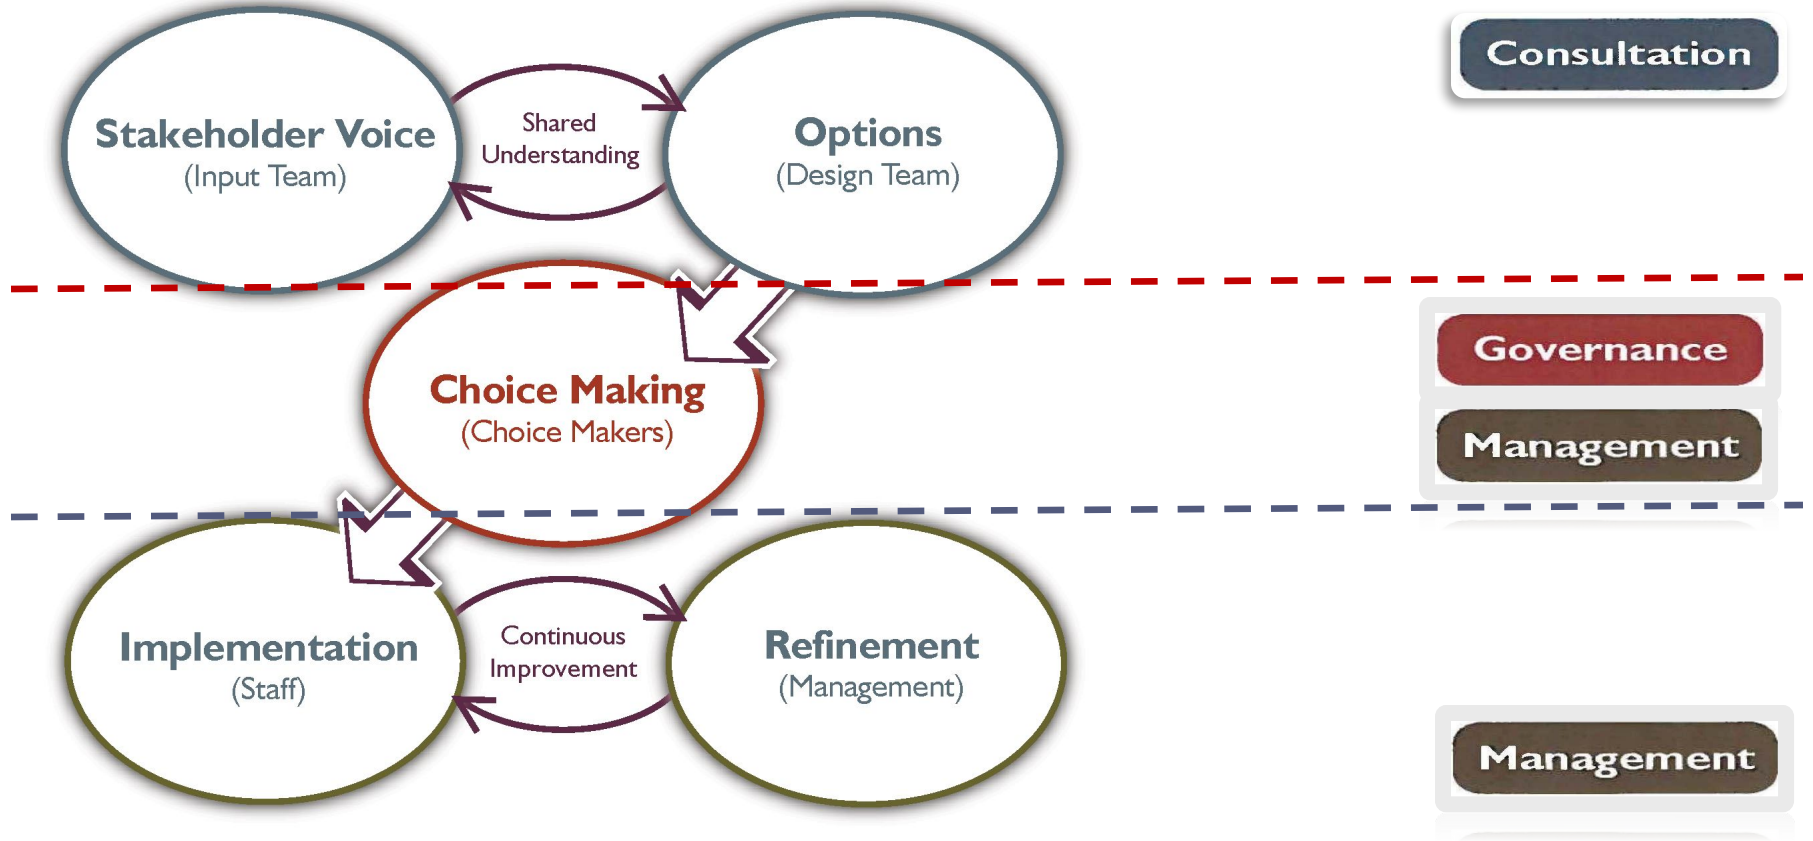 Consultation
Stakeholder Voice
(Input Team)
Shared
Understanding
Options
(Design Team)
Governance
Choice Making
(Choice Makers)
Management
Implementation
(Staff)
Continuous
Improvement
Refinement
(Management)
Management